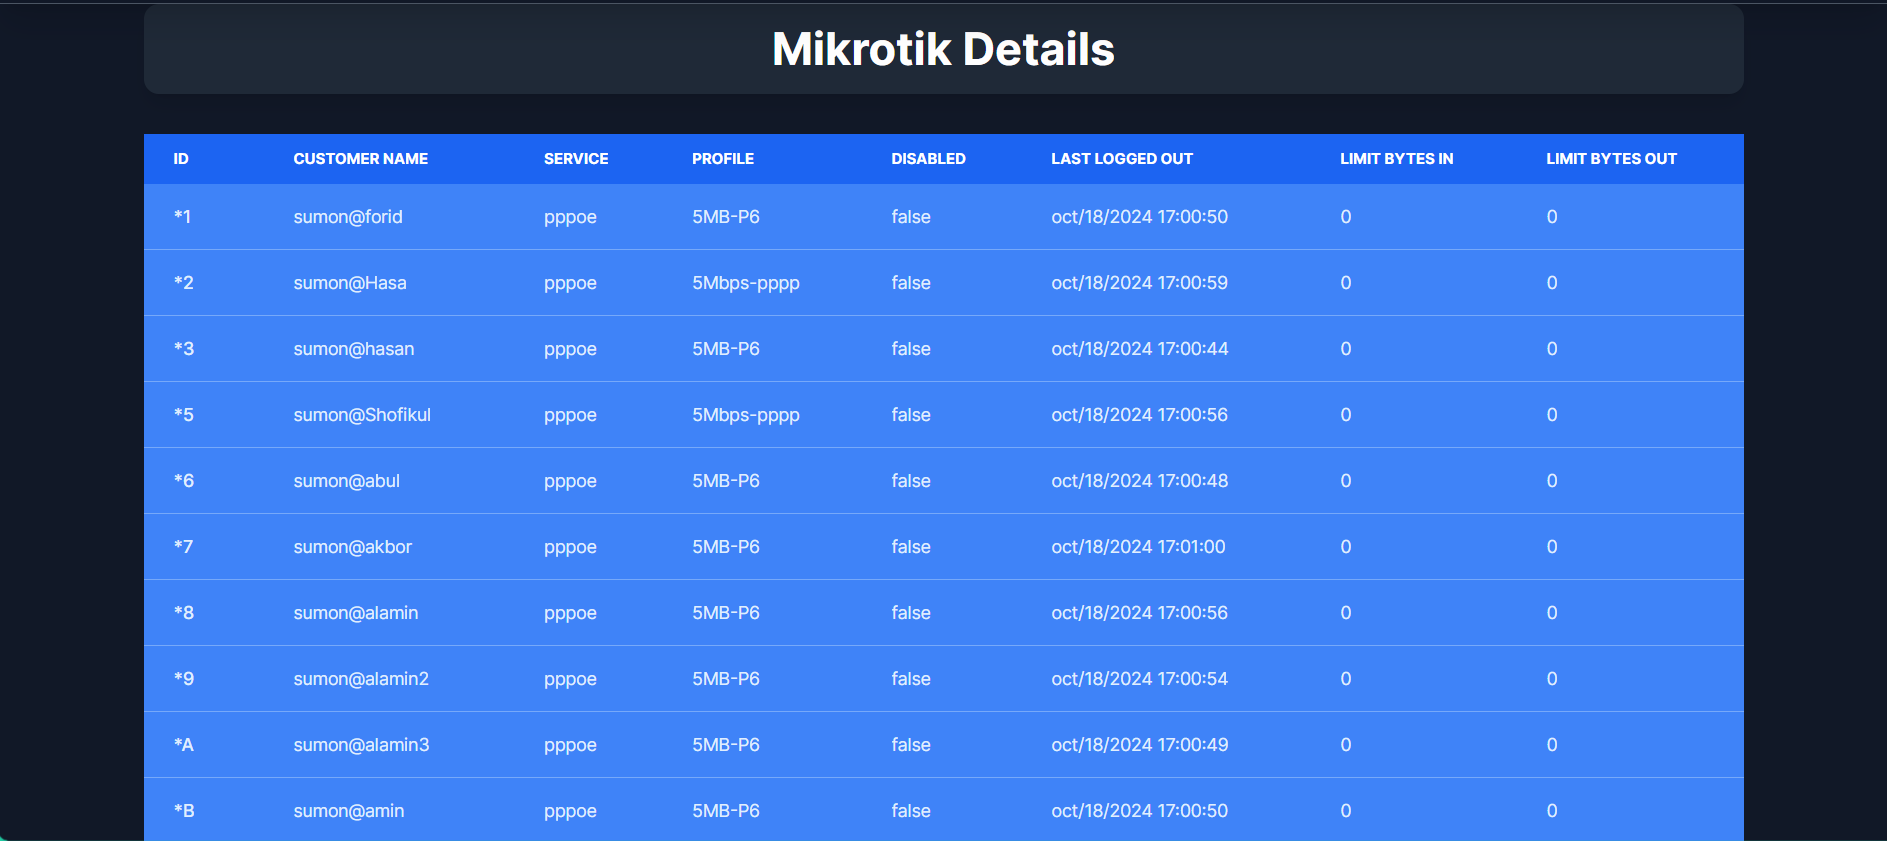 Mikrotik Details
ID CUSTOMER NAME SERVICE PROFILE DISABLED LAST LOGGED OUT LIMIT BYTES IN LIMIT BYTES OUT
*1 sumon@forid pppoe 5MB-P6 false oct/18/2024 17:00:50 0 0
*2 sumon@Hasa pppoe 5Mbps-pppp false oct/18/2024 17:00:59 0 0
*3 sumon@hasan pppoe 5MB-P6 false oct/18/2024 17:00:44 0 0
*5 sumon@Shofikul pppoe 5Mbps-pppp false oct/18/2024 17:00:56 0 0
*6 sumon@abul pppoe 5MB-P6 false oct/18/2024 17:00:48 0 0
*7 sumon@akbor pppoe 5MB-P6 false oct/18/2024 17:01:00 0 0
*8 sumon@alamin pppoe 5MB-P6 false oct/18/2024 17:00:56 0 0
*9 sumon@alamin2 pppoe 5MB-P6 false oct/18/2024 17:00:54 0 0
*A sumon@alamin3 pppoe 5MB-P6 false oct/18/2024 17:00:49 0 0
*B sumon@amin pppoe 5MB-P6 false oct/18/2024 17:00:50 0 0